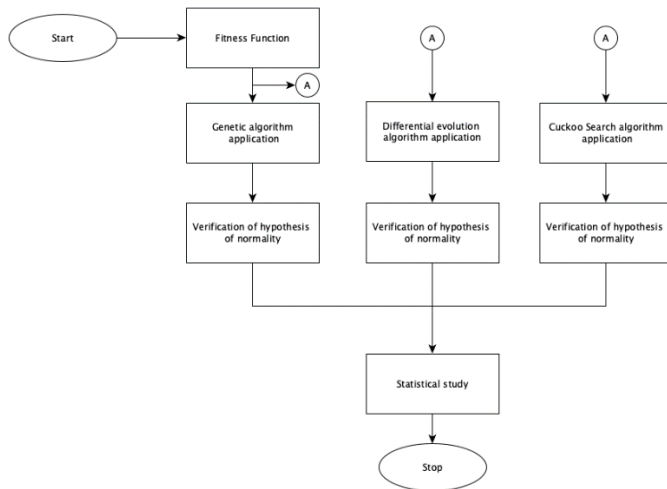 Start
Fitness Function
A
A
A
Genetic algorithm
application
Differential evolution
algorithm application
Cuckoo Search algorithm
application
Verification of hypothesis
of normality
Verification of hypothesis
of normality
Verification of hypothesis
of normality
Statistical study
Stop